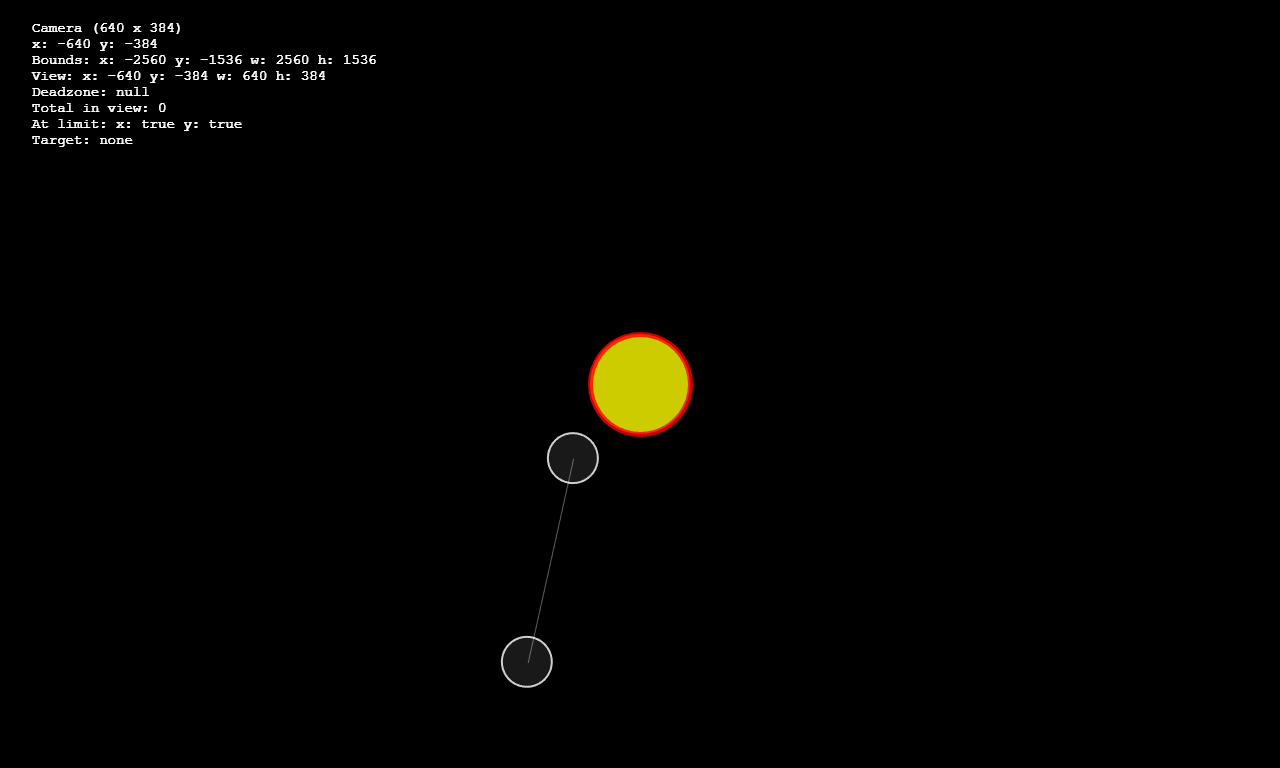 Camera (640 x 384)
x: -640 y: -384
Bounds: x: -2560 y: -1536 w: 2560 h: 1536
View: x: -640 y: -384 w: 640 h: 384
Deadzone: null
Total in view: 0
At limit: x: true y: true
Target: none